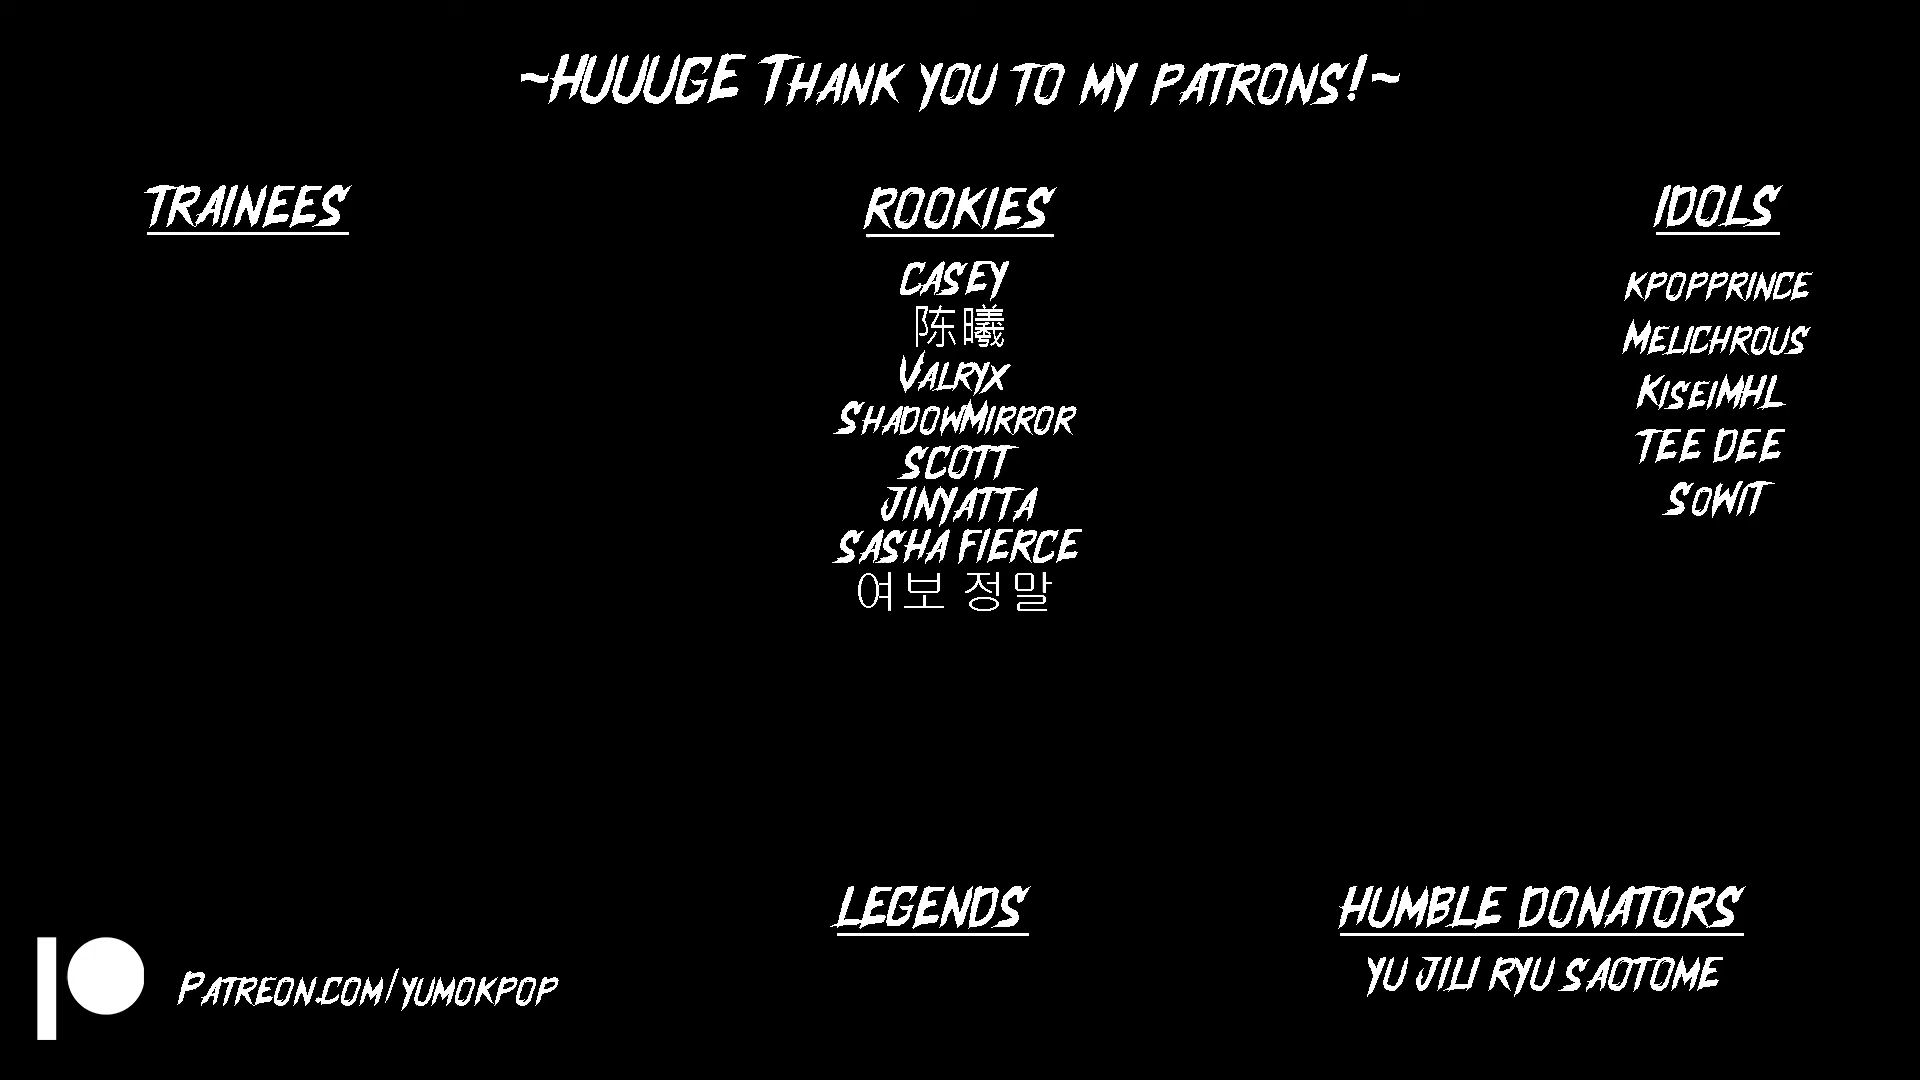 ~HUUUGE THANK YOU TO MY PATRONS!~
TRAINEES
ROOKIES
CASEY
陈曦
VALRYX
SHADOWMIRROR
SCOTT
JINYATTA
SASHA FIERCE
여보 정말
IDOLS
KPOPPRINCE
MELICHROUS
KISEIMHL
TEE DEE
SOWIT
LEGENDS
HUMBLE DONATORS
YU JILI RYU SAOTOME
PATREON.COM/YUMOKPOP